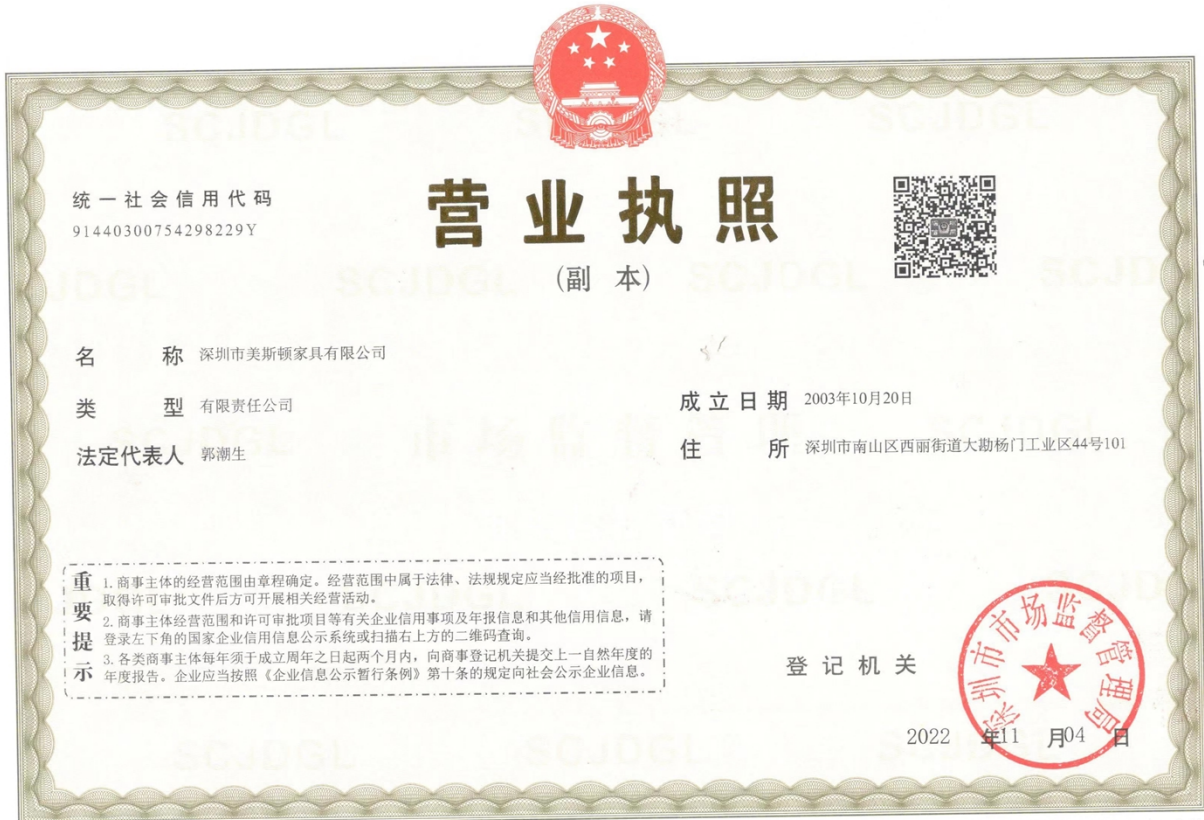 统一社会信用代码
91440300754298229Y
营业执照
(副 本)
名 称 深圳市美斯顿家具有限公司
类 型 有限责任公司
法定代表人 郭潮生
成立日期 2003年10月20日
住 所 深圳市南山区西丽街道大勘杨门工业区44号101
重要提示
1.商事主体的经营范围由章程确定。经营范围中属于法律、法规规定应当经批准的项目，
取得许可审批文件后方可开展相关经营活动。
2.商事主体经营范围和许可审批项目等有关企业信用事项及年报信息和其他信用信息，请
登录左下角的国家企业信用信息公示系统或扫描右上方的二维码查询。
3.各类商事主体每年须于成立周年之日起两个月内，向商事登记机关提交上一自然年度的
年度报告。企业应当按照《企业信息公示暂行条例》第十条的规定向社会公示企业信息。
登记机关
深圳市市场监督管理局
2022 年11 月04 日
SCJDGL